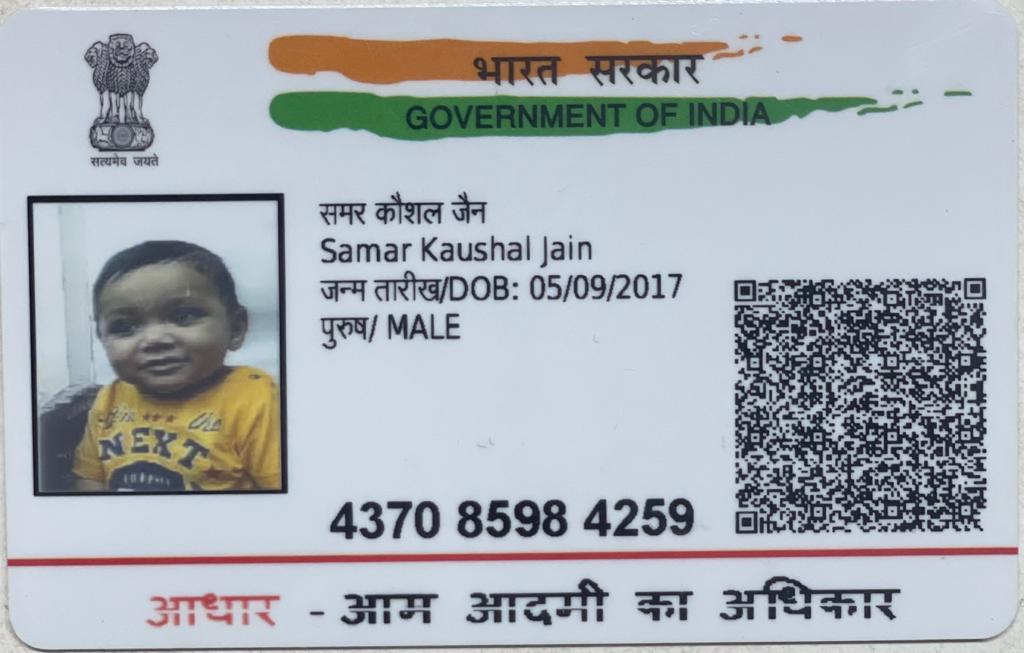 भारत सरकार
GOVERNMENT OF INDIA
सत्यमेव जयते
समर कौशल जैन
Samar Kaushal Jain
जन्म तारीख/DOB: 05/09/2017
पुरुष/ MALE
NEXT
4370 8598 4259
आधार - आम आदमी का अधिकार